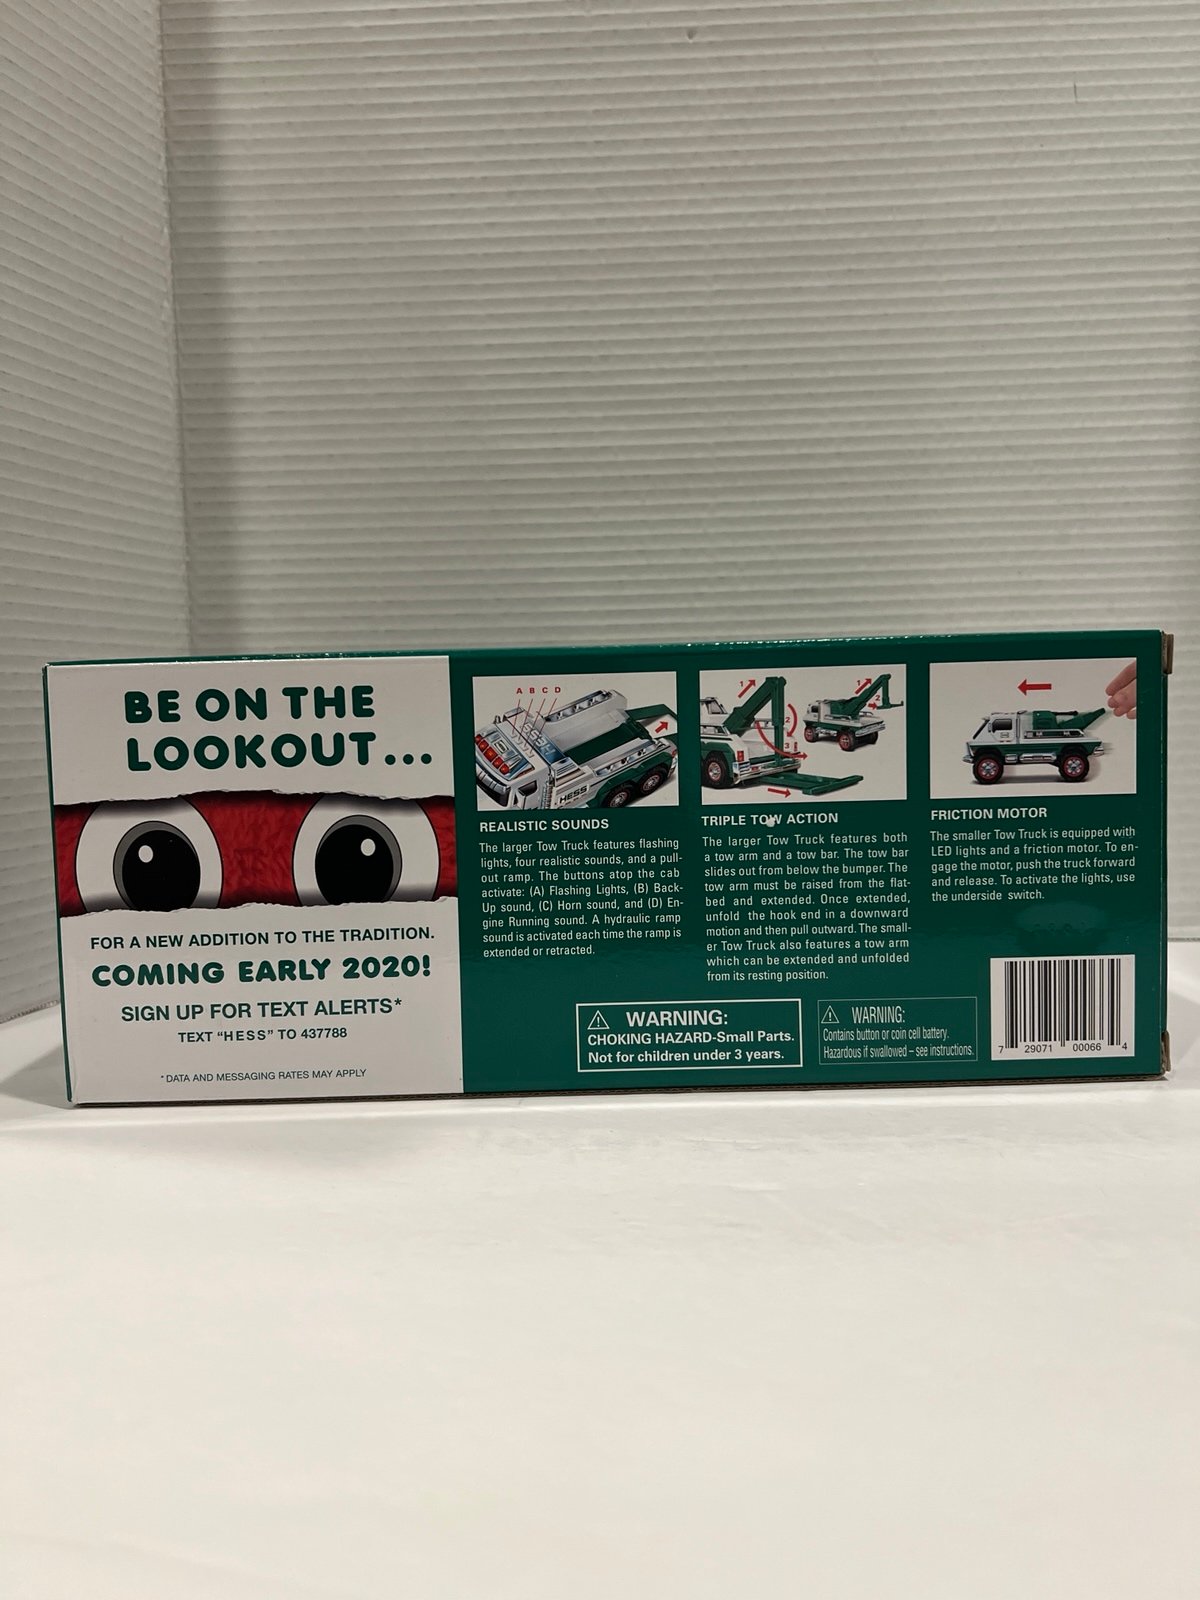 BE ON THE
LOOKOUT...
FOR A NEW ADDITION TO THE TRADITION.
COMING EARLY 2020!
SIGN UP FOR TEXT ALERTS*
TEXT “HESS” TO 437788
*DATA AND MESSAGING RATES MAY APPLY
A B C D
HESS
REALISTIC SOUNDS
The larger Tow Truck features flashing
lights, four realistic sounds, and a pull-
out ramp. The buttons atop the cab
activate: (A) Flashing Lights, (B) Back-
Up sound, (C) Horn sound, and (D) En-
gine Running sound. A hydraulic ramp
sound is activated each time the ramp is
extended or retracted.
1
2
3
1
2
TRIPLE TOW ACTION
The larger Tow Truck features both
a tow arm and a tow bar. The tow bar
slides out from below the bumper. The
tow arm must be raised from the flat-
bed and extended. Once extended,
unfold the hook end in a downward
motion and then pull outward. The small-
er Tow Truck also features a tow arm
which can be extended and unfolded
from its resting position.
FRICTION MOTOR
The smaller Tow Truck is equipped with
LED lights and a friction motor. To en-
gage the motor, push the truck forward
and release. To activate the lights, use
the underside switch.
WARNING:
CHOKING HAZARD-Small Parts.
Not for children under 3 years.
WARNING:
Contains button or coin cell battery.
Hazardous if swallowed – see instructions.
7 29071 00066 4